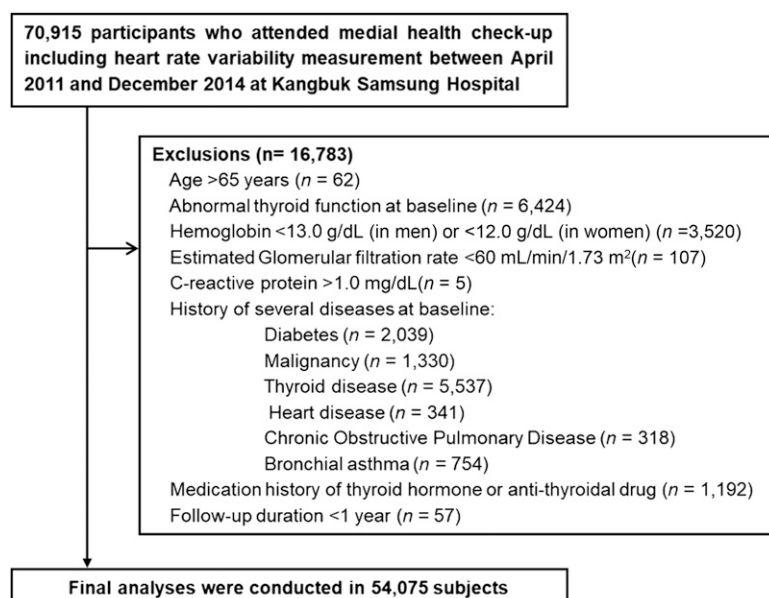 70,915 participants who attended medial health check-up
including heart rate variability measurement between April
2011 and December 2014 at Kangbuk Samsung Hospital
Exclusions (n= 16,783)
Age >65 years (n = 62)
Abnormal thyroid function at baseline (n = 6,424)
Hemoglobin <13.0 g/dL (in men) or <12.0 g/dL (in women) (n =3,520)
Estimated Glomerular filtration rate <60 mL/min/1.73 m²(n = 107)
C-reactive protein >1.0 mg/dL(n = 5)
History of several diseases at baseline:
Diabetes (n = 2,039)
Malignancy (n = 1,330)
Thyroid disease (n = 5,537)
Heart disease (n = 341)
Chronic Obstructive Pulmonary Disease (n = 318)
Bronchial asthma (n = 754)
Medication history of thyroid hormone or anti-thyroidal drug (n = 1,192)
Follow-up duration <1 year (n = 57)
Final analyses were conducted in 54,075 subjects